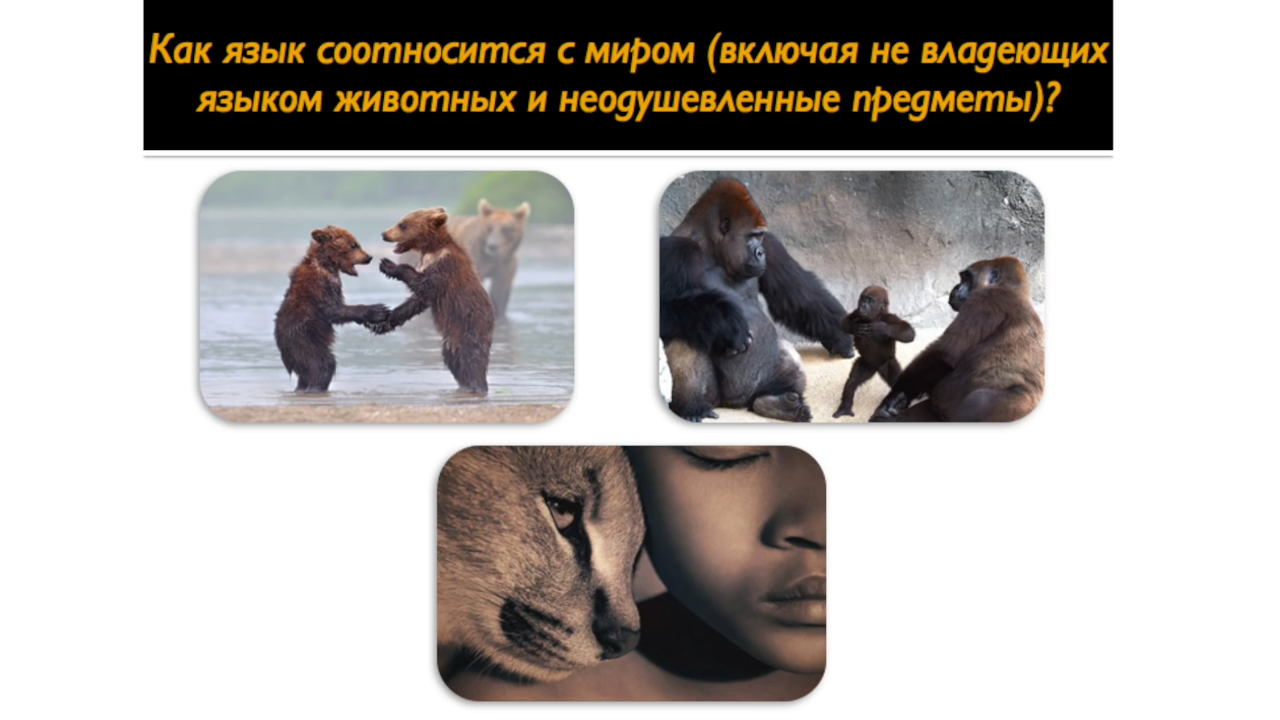 Как язык соотносится с миром (включая не владеющих
языком животных и неодушевленные предметы)?